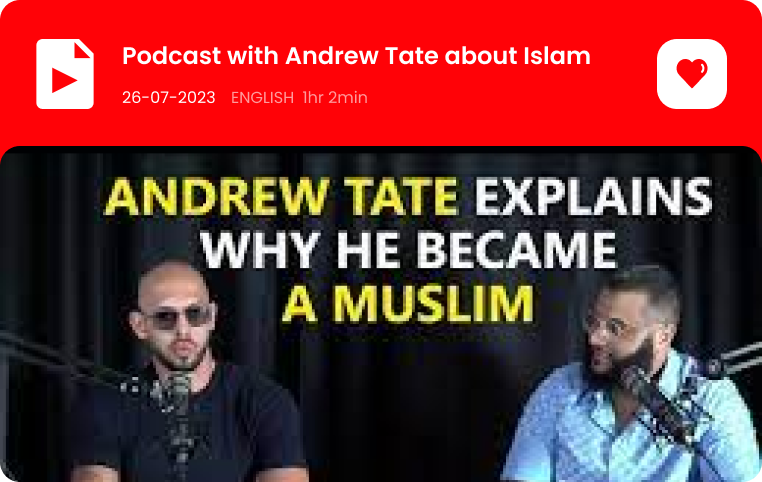 Podcast with Andrew Tate about Islam
26-07-2023 ENGLISH 1hr 2min
ANDREW TATE EXPLAINS
WHY HE BECAME
A MUSLIM